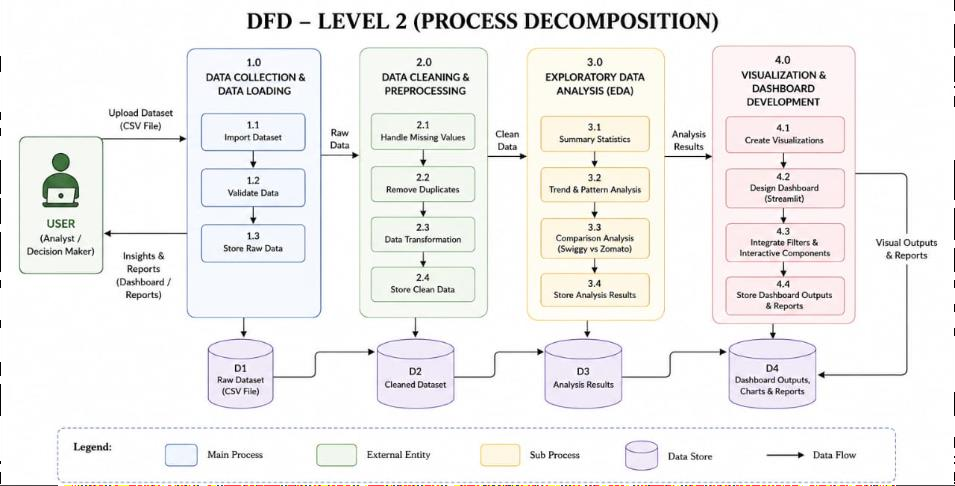 DFD – LEVEL 2 (PROCESS DECOMPOSITION)
Upload Dataset
(CSV File)
USER
(Analyst /
Decision Maker)
Insights &
Reports
(Dashboard /
Reports)
1.0
DATA COLLECTION &
DATA LOADING
1.1
Import Dataset
1.2
Validate Data
1.3
Store Raw Data
Raw
Data
2.0
DATA CLEANING &
PREPROCESSING
2.1
Handle Missing Values
2.2
Remove Duplicates
2.3
Data Transformation
2.4
Store Clean Data
Clean
Data
3.0
EXPLORATORY DATA
ANALYSIS (EDA)
3.1
Summary Statistics
3.2
Trend & Pattern Analysis
3.3
Comparison Analysis
(Swiggy vs Zomato)
3.4
Store Analysis Results
Analysis
Results
4.0
VISUALIZATION &
DASHBOARD
DEVELOPMENT
4.1
Create Visualizations
4.2
Design Dashboard
(Streamlit)
4.3
Integrate Filters &
Interactive Components
4.4
Store Dashboard Outputs
& Reports
Visual Outputs
& Reports
D1
Raw Dataset
(CSV File)
D2
Cleaned Dataset
D3
Analysis Results
D4
Dashboard Outputs,
Charts & Reports
Legend:
Main Process
External Entity
Sub Process
Data Store
Data Flow